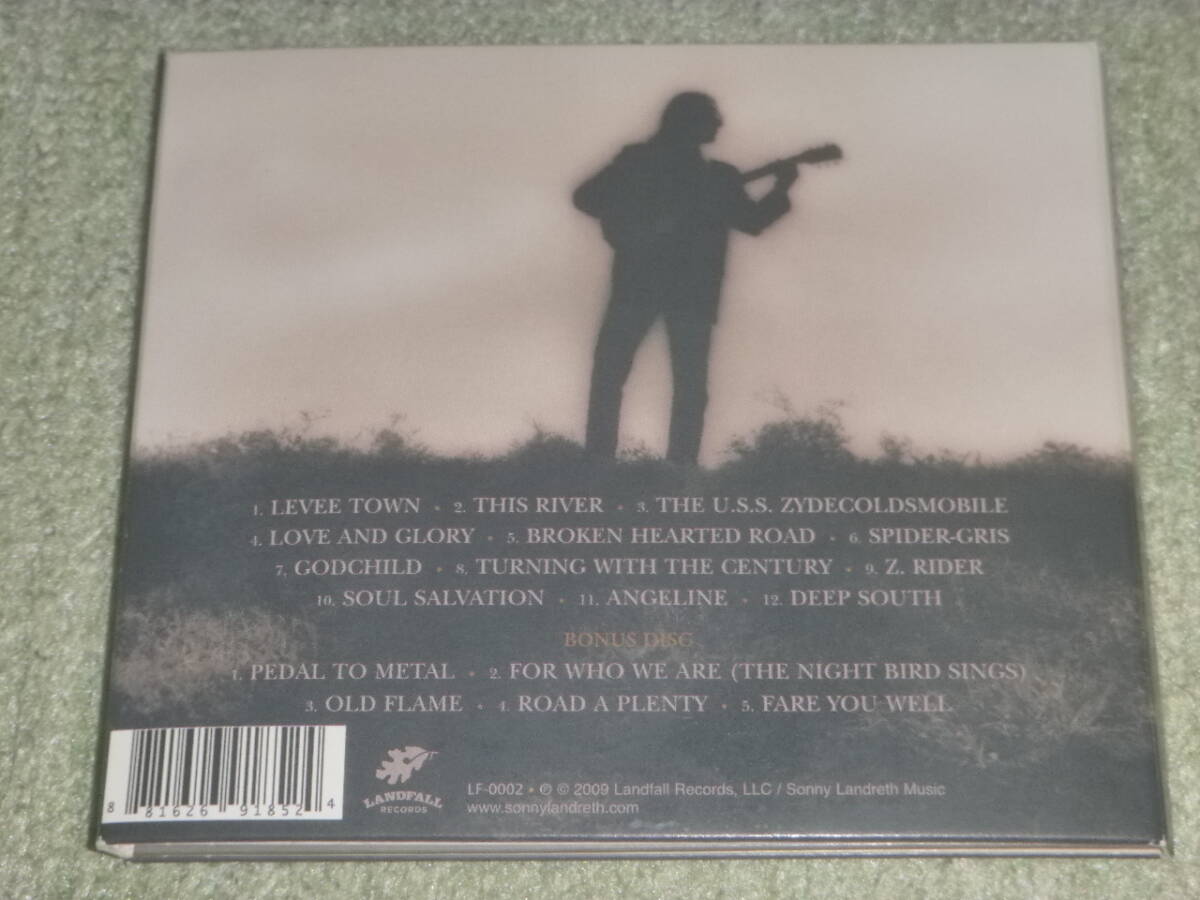 1. LEVEE TOWN • 2. THIS RIVER • 3. THE U.S.S. ZYDECOLDSMOBILE
4. LOVE AND GLORY • 5. BROKEN HEARTED ROAD • 6. SPIDER-GRIS
7. GODCHILD • 8. TURNING WITH THE CENTURY • 9. Z. RIDER
10. SOUL SALVATION • 11. ANGELINE • 12. DEEP SOUTH
BONUS DISC
1. PEDAL TO METAL • 2. FOR WHO WE ARE (THE NIGHT BIRD SINGS)
3. OLD FLAME • 4. ROAD A PLENTY • 5. FARE YOU WELL
8 81626 91852 4
LANDFALL
RECORDS
LF-0002 • ℗ © 2009 Landfall Records, LLC / Sonny Landreth Music
www.sonnylandreth.com